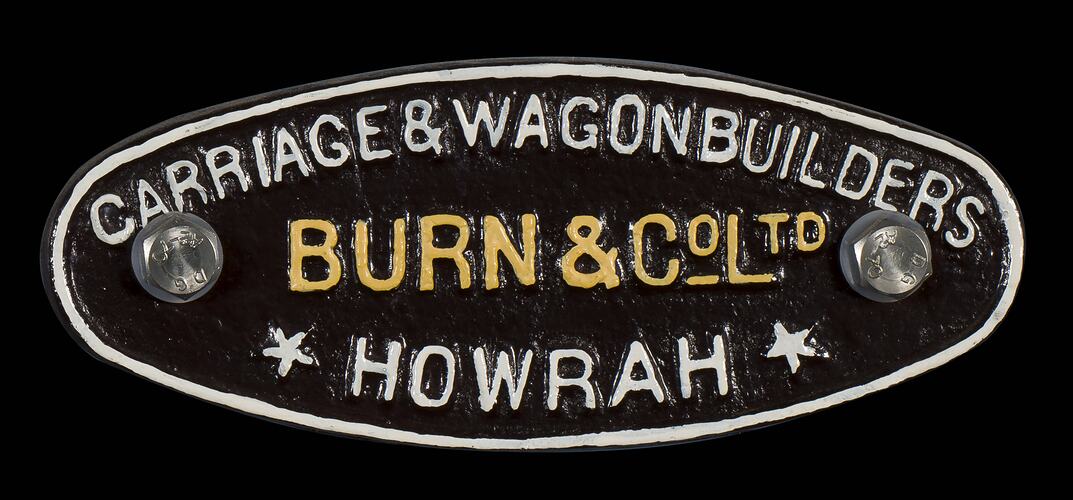 CARRIAGE & WAGON BUILDERS
BURN & Co LTD
HOWRAH